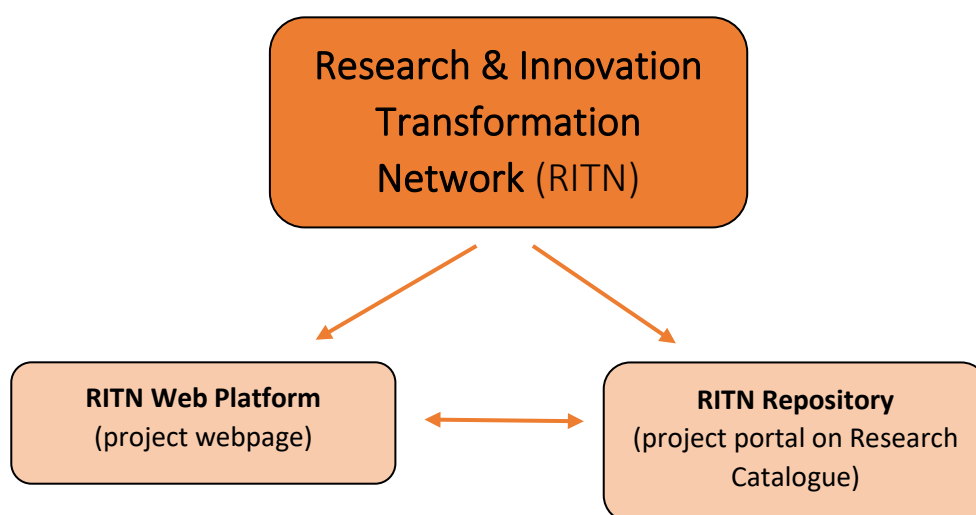 Research & Innovation
Transformation
Network (RITN)
RITN Web Platform
(project webpage)
RITN Repository
(project portal on Research
Catalogue)